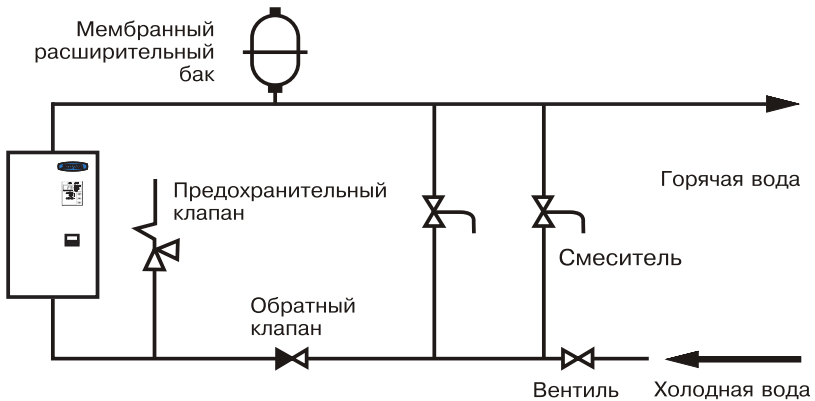 Мембранный
расширительный
бак
Предохранительный
клапан
Горячая вода
Смеситель
Обратный
клапан
Вентиль
Холодная вода